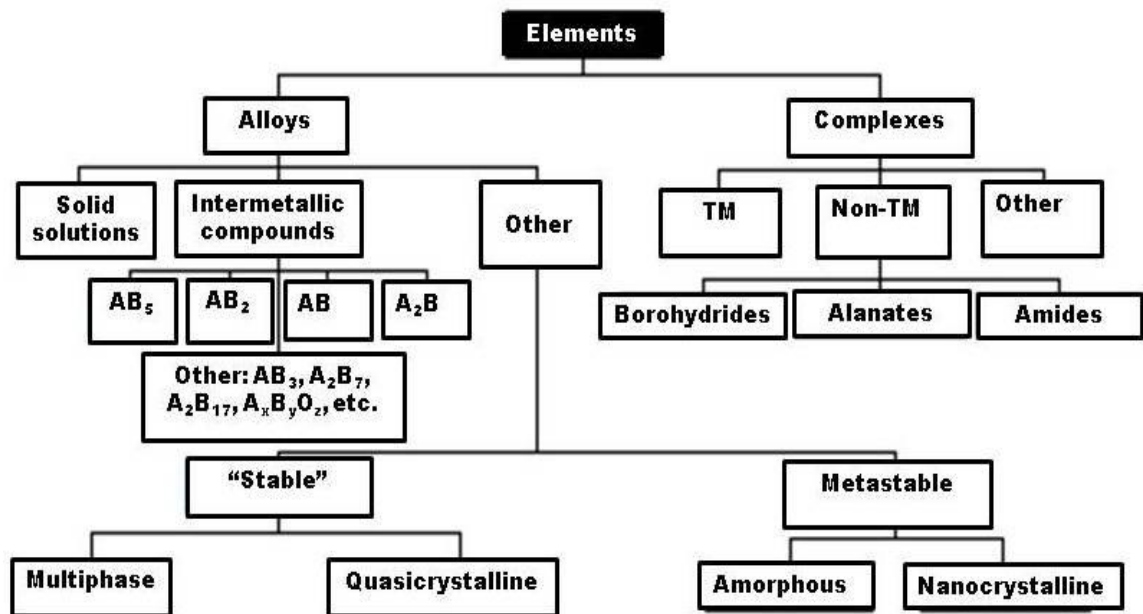 Elements
Alloys
Complexes
Solid
solutions
Intermetallic
compounds
Other
TM
Non-TM
Other
AB₅
AB₂
AB
A₂B
Borohydrides
Alanates
Amides
Other: AB₃, A₂B₇,
A₂B₁₇, AₓBᵧO_z, etc.
“Stable”
Metastable
Multiphase
Quasicrystalline
Amorphous
Nanocrystalline